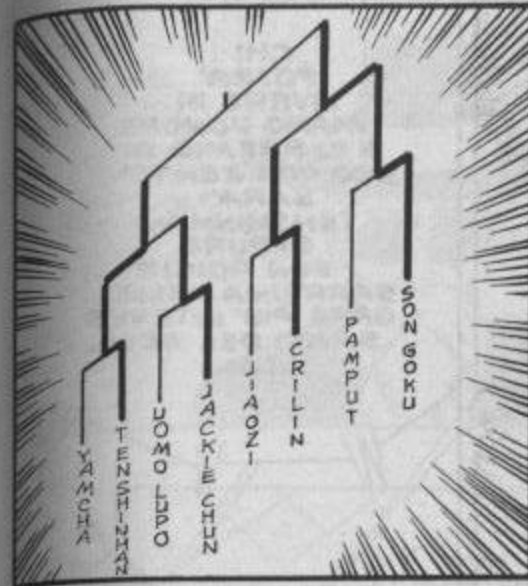 YAMCHA
TENSHINHAN
UOMO LUPO
JACKIE CHUN
JIAOZI
CRILIN
PAMPUT
SON GOKU